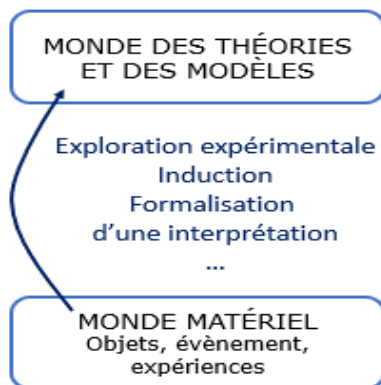 MONDE DES THÉORIES
ET DES MODÈLES
Exploration expérimentale
Induction
Formalisation
d'une interprétation
...
MONDE MATÉRIEL
Objets, évènement,
expériences